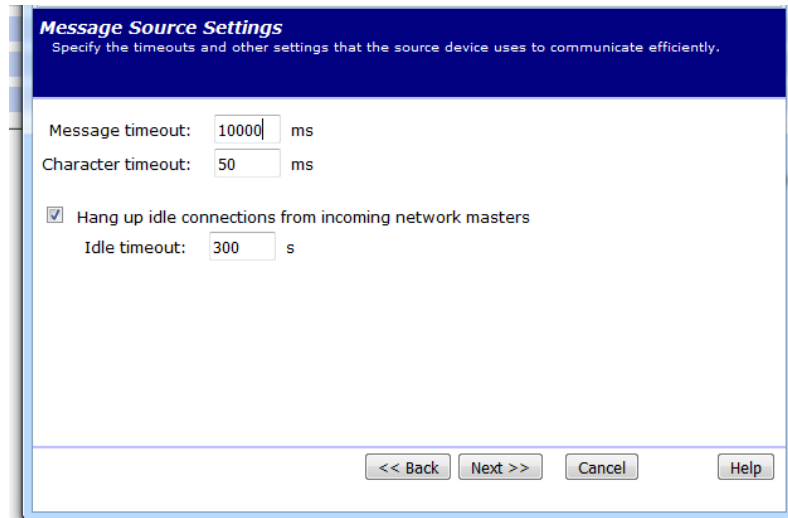 Message Source Settings
Specify the timeouts and other settings that the source device uses to communicate efficiently.
Message timeout: 10000 ms
Character timeout: 50 ms
Hang up idle connections from incoming network masters
Idle timeout: 300 s
<< Back Next >> Cancel Help